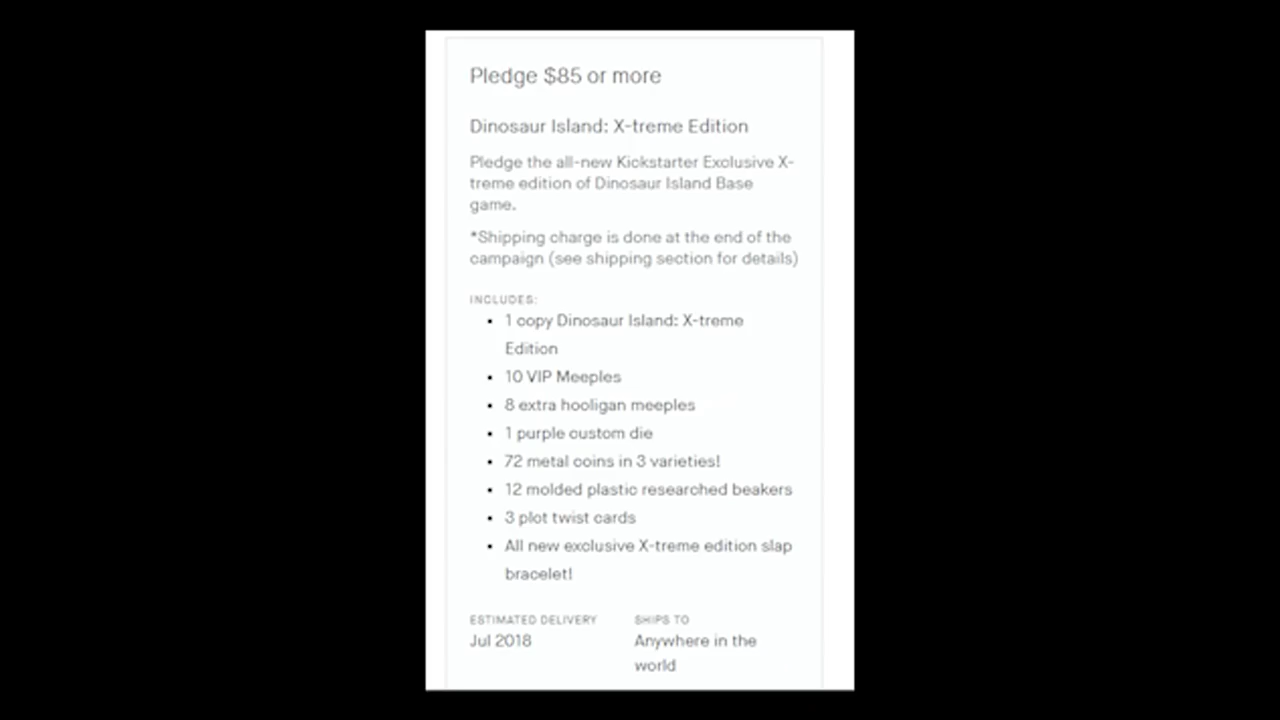 Pledge $85 or more
Dinosaur Island: X-treme Edition
Pledge the all-new Kickstarter Exclusive X-
treme edition of Dinosaur Island Base
game.
*Shipping charge is done at the end of the
campaign (see shipping section for details)
INCLUDES:
• 1 copy Dinosaur Island: X-treme
Edition
• 10 VIP Meeples
• 8 extra hooligan meeples
• 1 purple custom die
• 72 metal coins in 3 varieties!
• 12 molded plastic researched beakers
• 3 plot twist cards
• All new exclusive X-treme edition slap
bracelet!
ESTIMATED DELIVERY SHIPS TO
Jul 2018 Anywhere in the
world